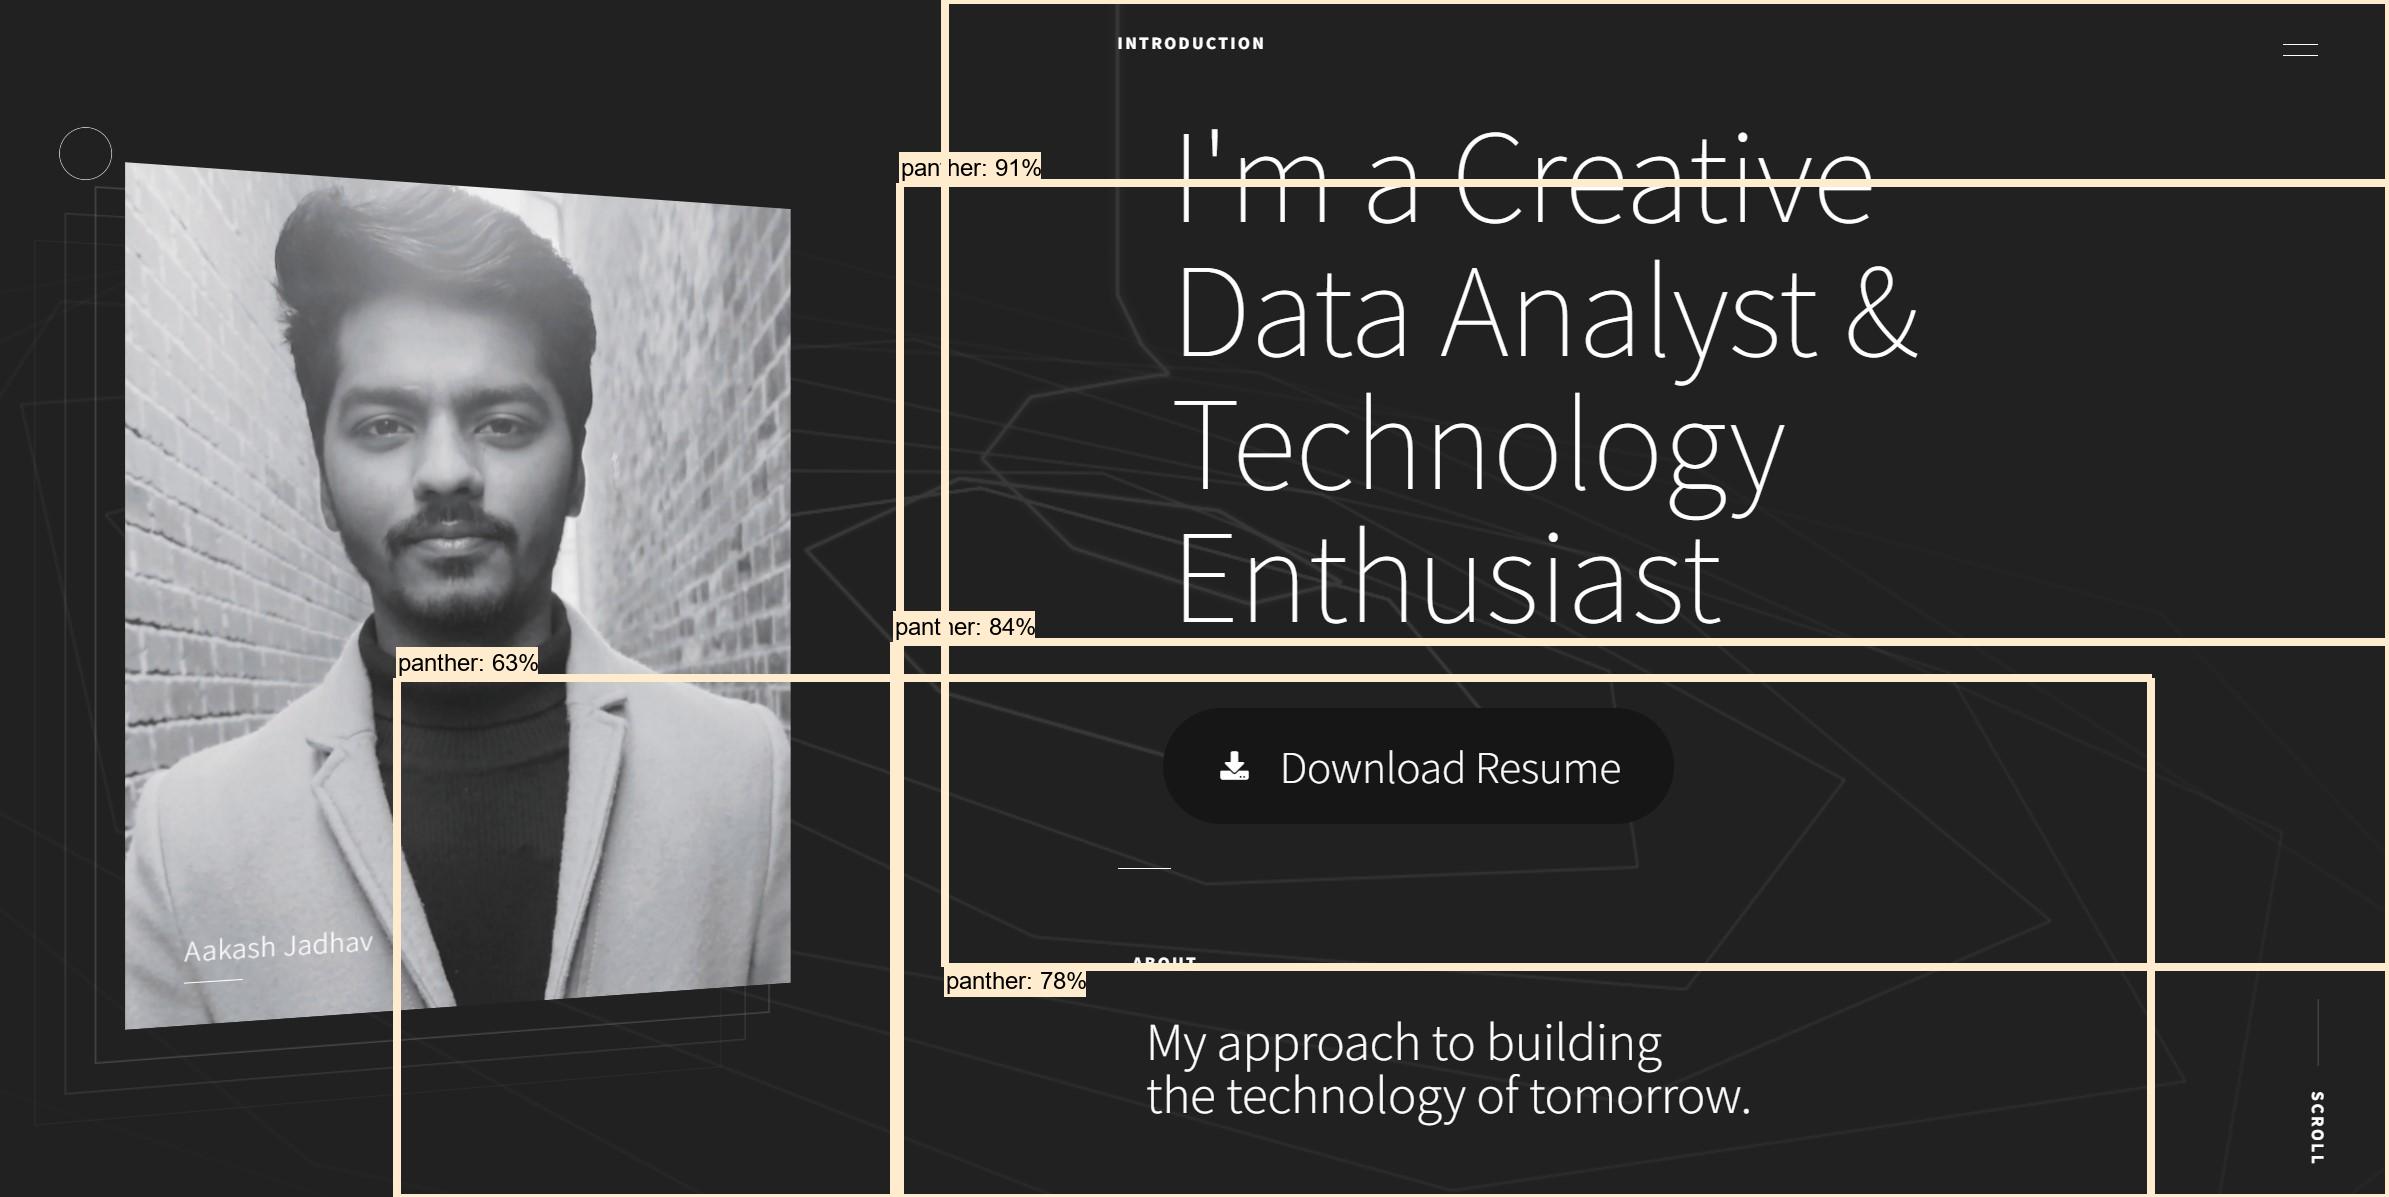 INTRODUCTION
I'm a Creative
Data Analyst &
Technology
Enthusiast
Download Resume
ABOUT
My approach to building
the technology of tomorrow.
SCROLL
Aakash Jadhav
panther: 91%
panther: 84%
panther: 63%
panther: 78%